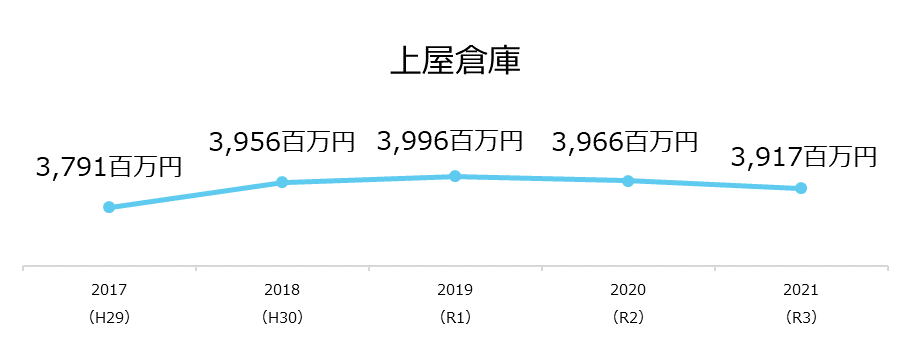 上屋倉庫
3,791百万円
3,956百万円
3,996百万円
3,966百万円
3,917百万円
2017
2018
2019
2020
2021
（H29）
（H30）
（R1）
（R2）
（R3）